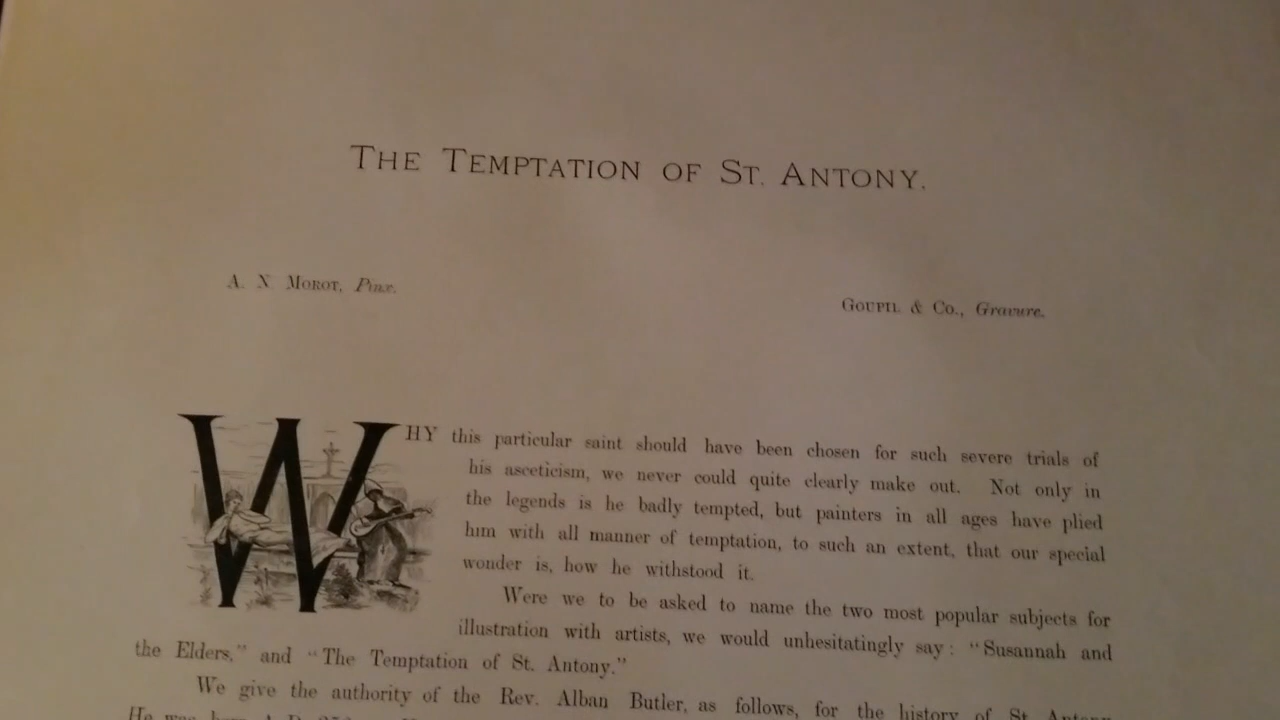 THE TEMPTATION OF ST. ANTONY.
A. N MOROT, Pinx.
GOUPIL & Co., Gravure.
WHY this particular saint should have been chosen for such severe trials of
his asceticism, we never could quite clearly make out. Not only in
the legends is he badly tempted, but painters in all ages have plied
him with all manner of temptation, to such an extent, that our special
wonder is, how he withstood it.
Were we to be asked to name the two most popular subjects for
illustration with artists, we would unhesitatingly say: "Susannah and
the Elders," and "The Temptation of St. Antony."
We give the authority of the Rev. Alban Butler, as follows, for the history of St. Antony
He was born A.D.